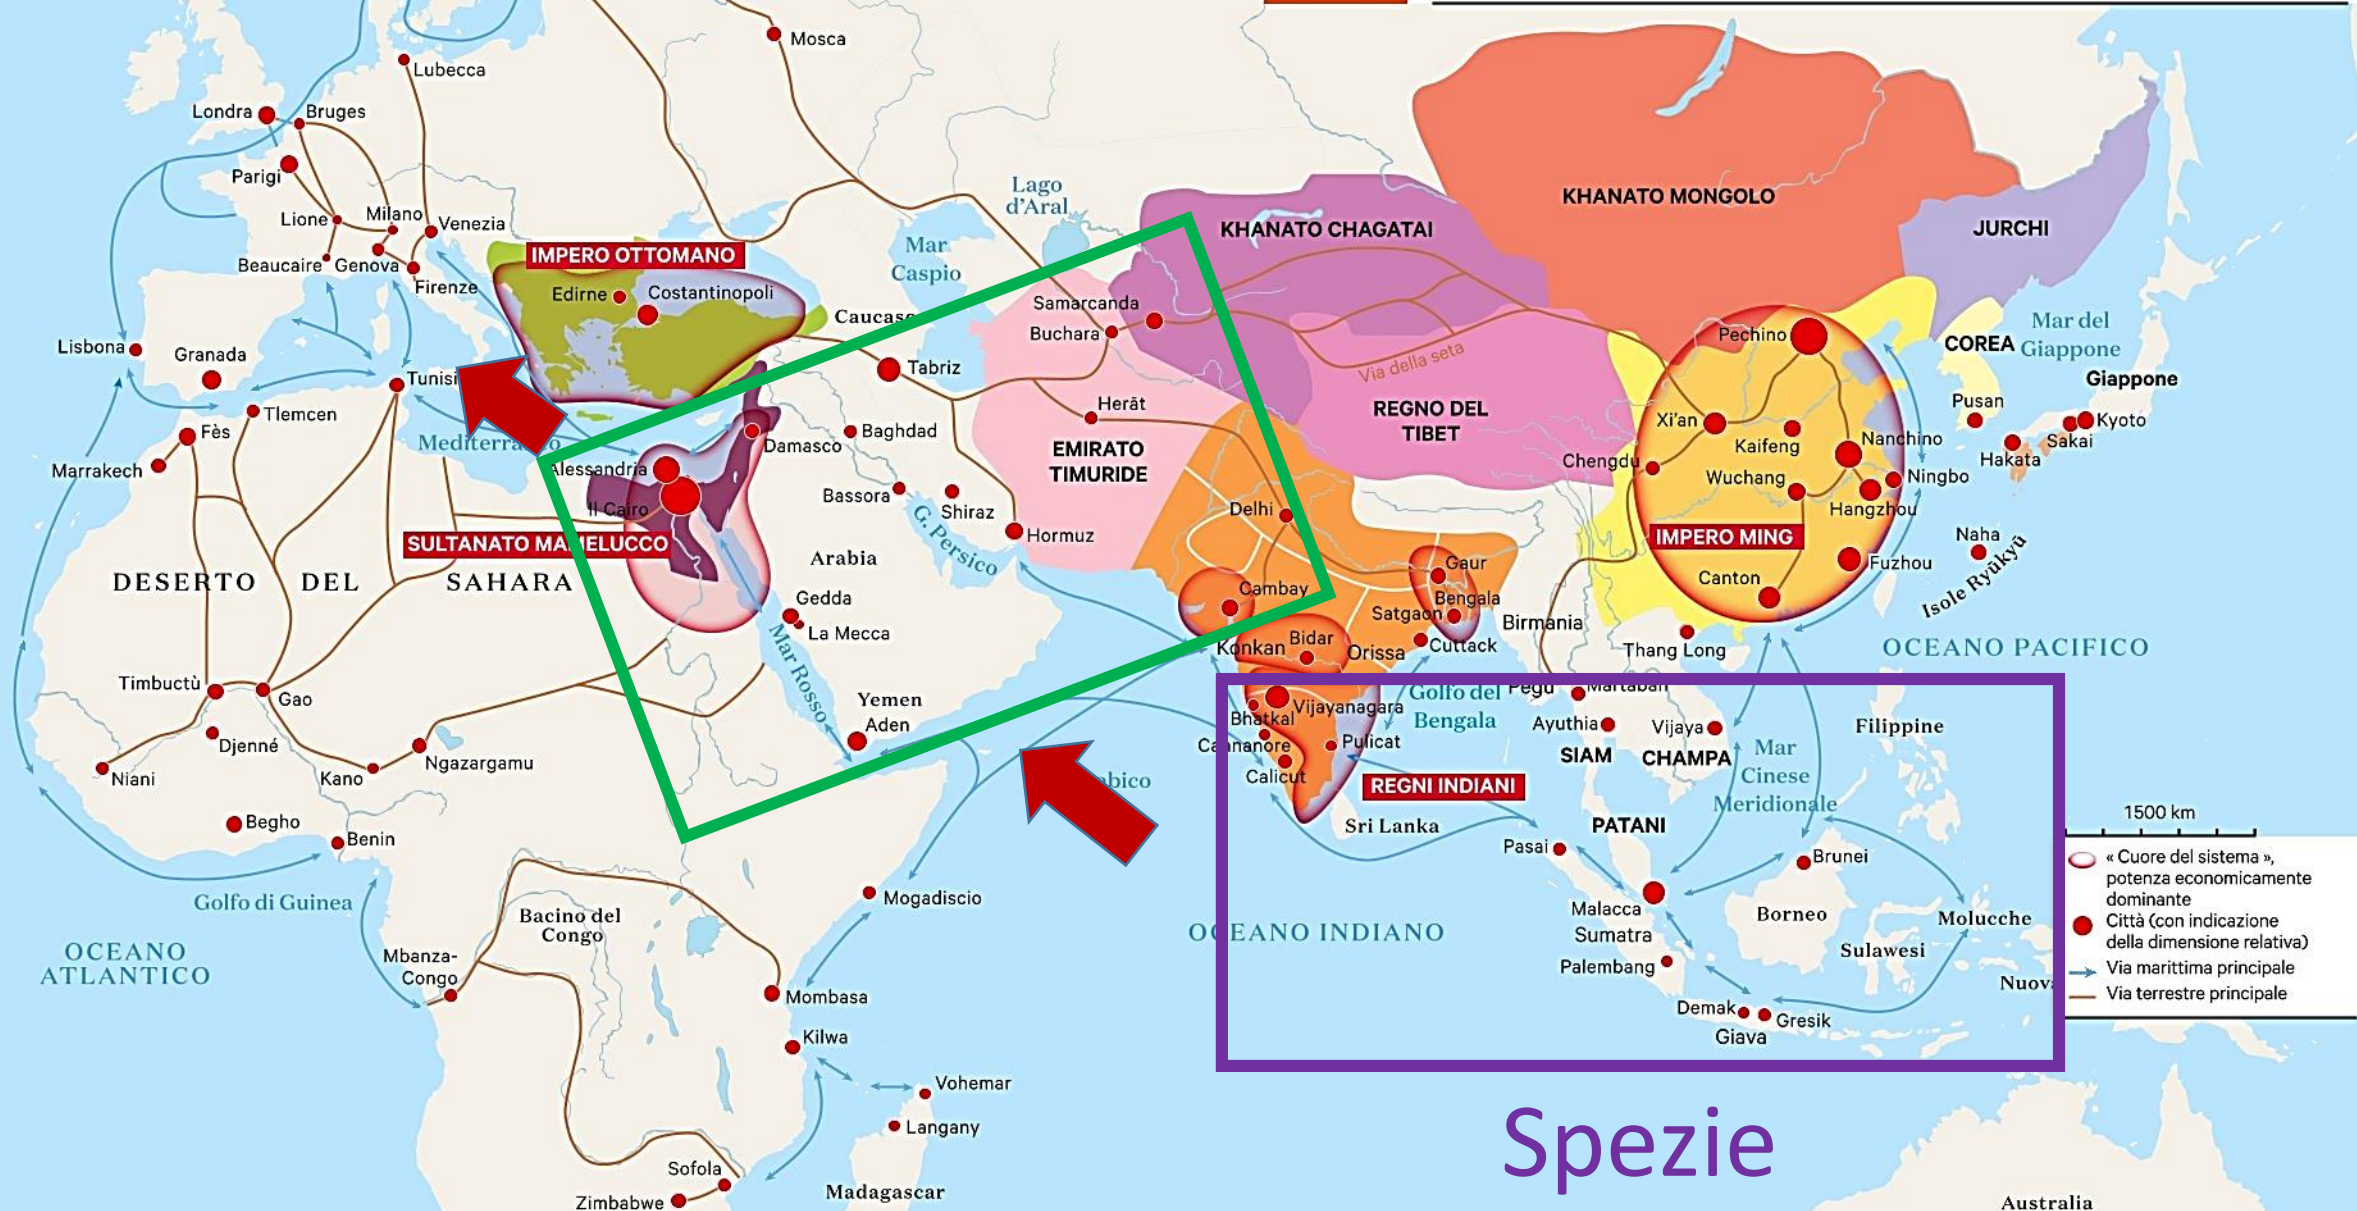 Mosca
Lubecca
Londra
Bruges
Parigi
Lione
Milano
Venezia
Beaucaire
Genova
Firenze
Lisbona
Granada
Tunisi
Tlemcen
Fès
Marrakech
Mediterra
o
IMPERO OTTOMANO
Edirne
Costantinopoli
Caucaso
Mar
Caspio
Lago
d'Aral
Samarcanda
Buchara
Tabriz
Herāt
EMIRATO
TIMURIDE
Damasco
Baghdad
Alessandria
Il Cairo
Bassora
Shiraz
Hormuz
G. Persico
SULTANATO MAMELUCCO
Arabia
DESERTO DEL SAHARA
Gedda
La Mecca
Mar Rosso
Yemen
Aden
Timbuctù
Gao
Djenné
Niani
Kano
Ngazargamu
Begho
Benin
Golfo di Guinea
OCEANO
ATLANTICO
Bacino del
Congo
Mbanza-
Congo
Mogadiscio
Mombasa
Kilwa
Vohemar
Langany
Sofola
Zimbabwe
Madagascar
KHANATO CHAGATAI
KHANATO MONGOLO
JURCHI
Via della seta
REGNO DEL
TIBET
Delhi
Cambay
Konkan
Bidar
Orissa
Gaur
Bengala
Satgaon
Cuttack
Birmania
Pechino
Xi'an
Kaifeng
Nanchino
Chengdu
Wuchang
Ningbo
Hangzhou
IMPERO MING
Canton
Fuzhou
Thang Long
COREA
Mar del
Giappone
Giappone
Pusan
Kyoto
Sakai
Hakata
Naha
Isole Ryūkyū
OCEANO PACIFICO
Golfo del
Bengala
Pegu
Martaban
Bhatkal
Vijayanagara
Cannanore
Pulicat
Calicut
REGNI INDIANI
Sri Lanka
abico
Ayuthia
SIAM
Vijaya
CHAMPA
Mar
Cinese
Meridionale
Filippine
PATANI
Pasai
Brunei
Malacca
Sumatra
Borneo
Molucche
Sulawesi
Palembang
Nuov
Demak
Gresik
Giava
OCEANO INDIANO
Spezie
Australia
1500 km
« Cuore del sistema »,
potenza economicamente
dominante
Città (con indicazione
della dimensione relativa)
Via marittima principale
Via terrestre principale